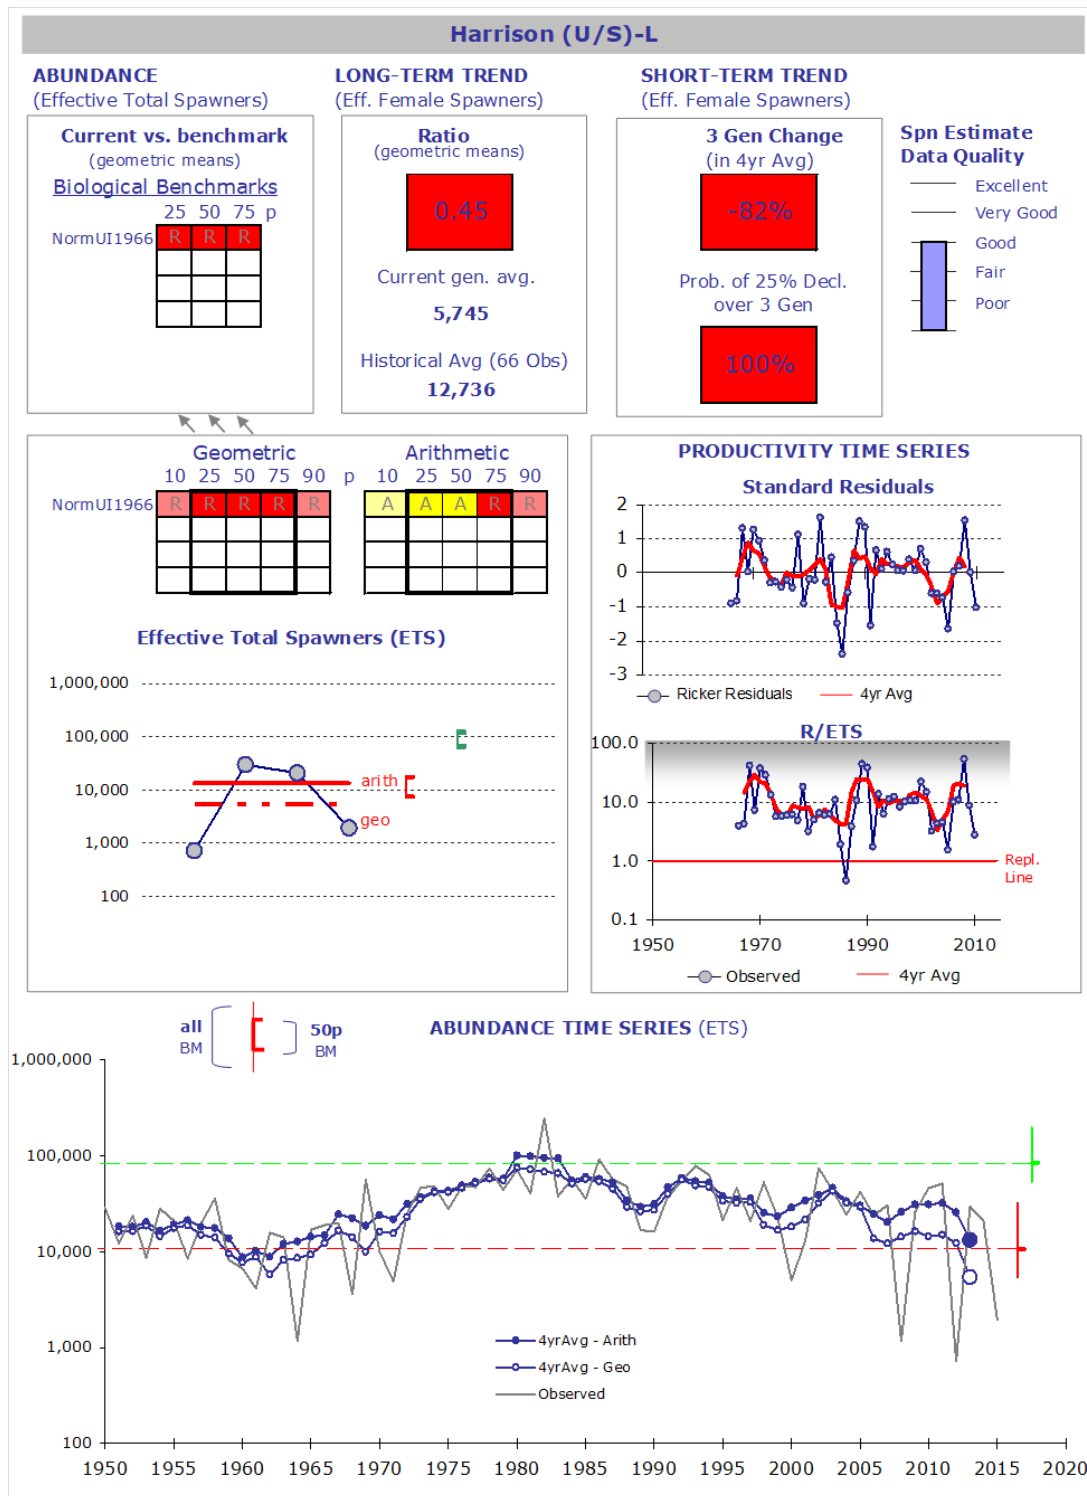 Harrison (U/S)-L
ABUNDANCE
(Effective Total Spawners)
Current vs. benchmark
(geometric means)
Biological Benchmarks
25 50 75 p
NormUI1966 R R R
LONG-TERM TREND
(Eff. Female Spawners)
Ratio
(geometric means)
0.45
Current gen. avg.
5,745
Historical Avg (66 Obs)
12,736
SHORT-TERM TREND
(Eff. Female Spawners)
3 Gen Change
(in 4yr Avg)
-82%
Prob. of 25% Decl.
over 3 Gen
100%
Spn Estimate
Data Quality
Excellent
Very Good
Good
Fair
Poor
Geometric
10 25 50 75 90 p
NormUI1966 R R R R R
Arithmetic
10 25 50 75 90
A A A R R
Effective Total Spawners (ETS)
1,000,000
100,000
10,000
1,000
100
arith
geo
PRODUCTIVITY TIME SERIES
Standard Residuals
2
1
0
-1
-2
-3
Ricker Residuals
4yr Avg
R/ETS
100.0
10.0
1.0
0.1
Repl.
Line
1950 1970 1990 2010
Observed
4yr Avg
all
BM
50p
BM
ABUNDANCE TIME SERIES (ETS)
1,000,000
100,000
10,000
1,000
100
4yrAvg - Arith
4yrAvg - Geo
Observed
1950 1955 1960 1965 1970 1975 1980 1985 1990 1995 2000 2005 2010 2015 2020